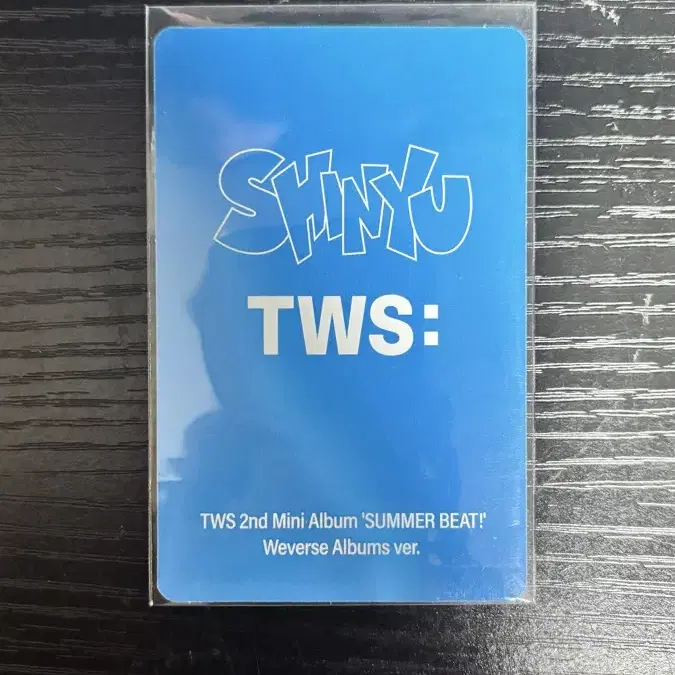 SHINYU
TWS:
TWS 2nd Mini Album 'SUMMER BEAT!'
Weverse Albums ver.